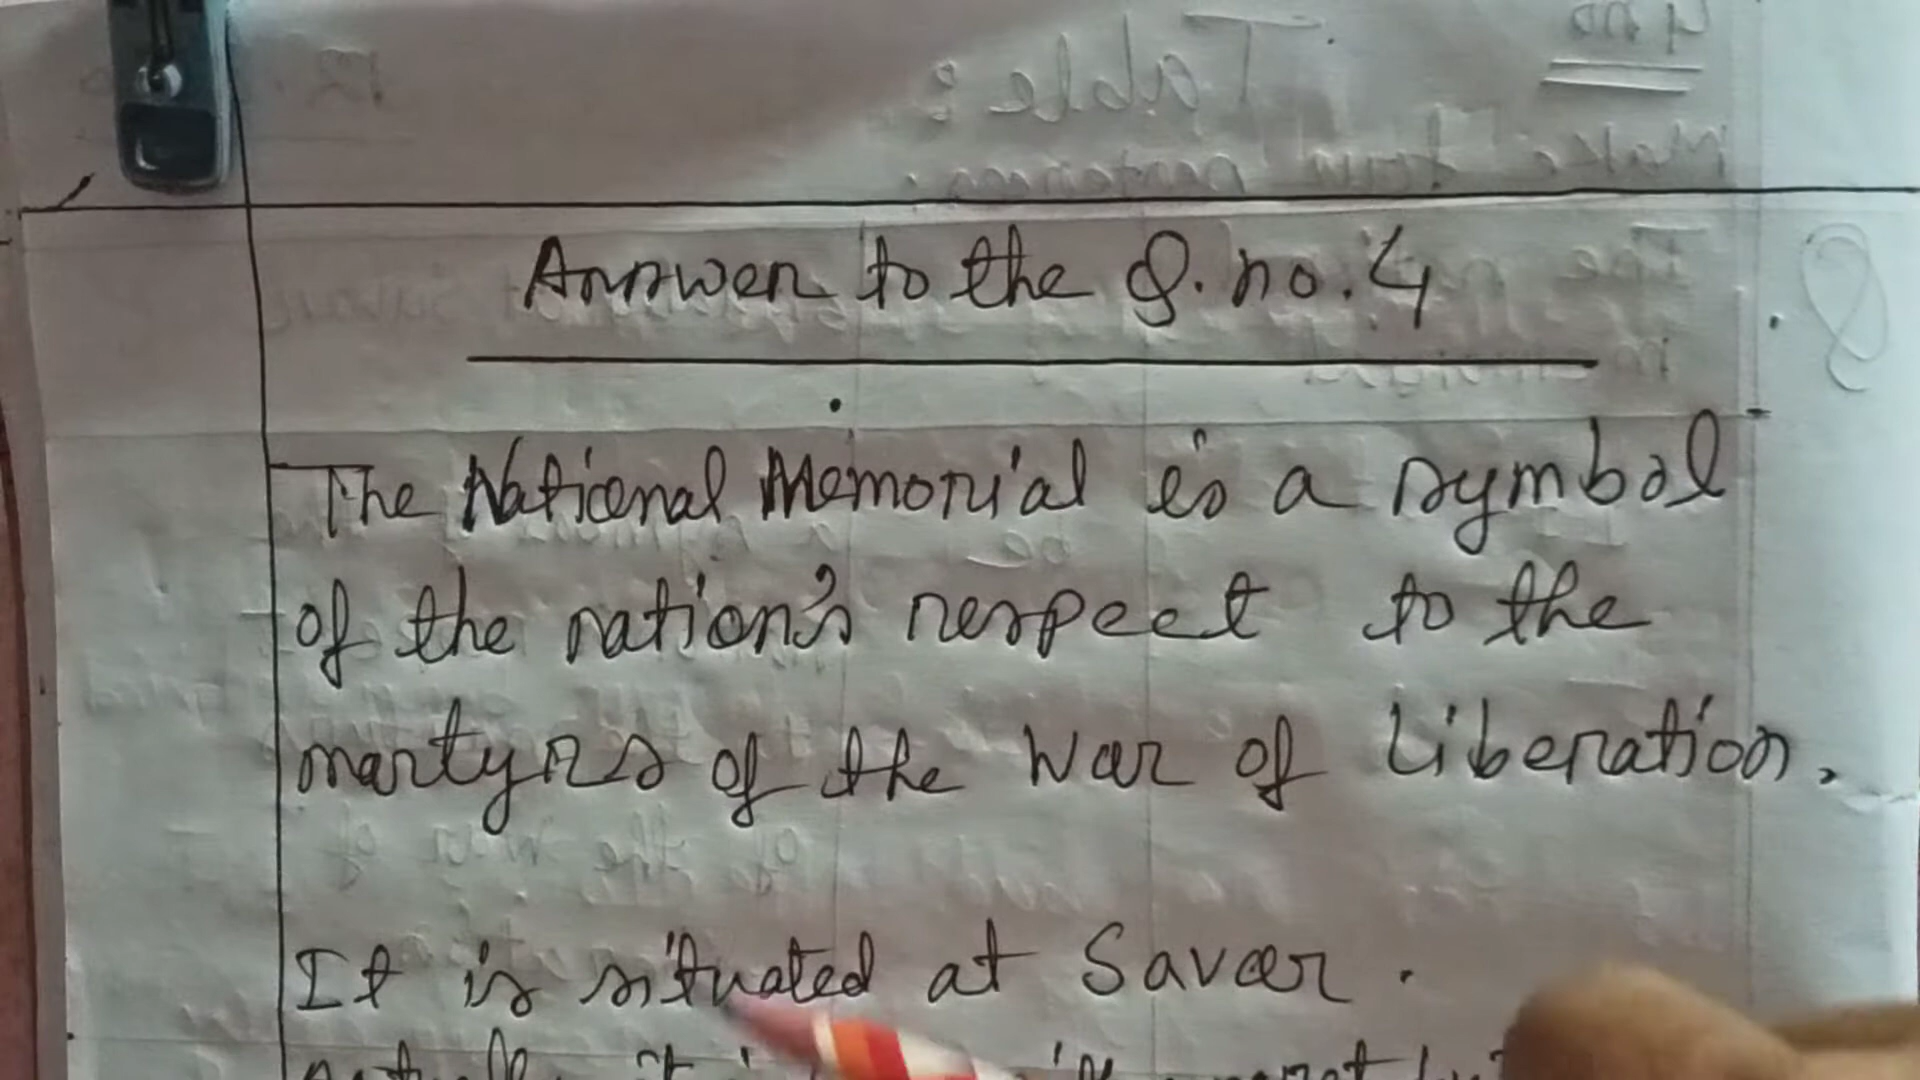 Answer to the Q. no. 4
The National Memorial is a symbol
of the nation's respect to the
martyrs of the War of Liberation.
It is situated at Savar.